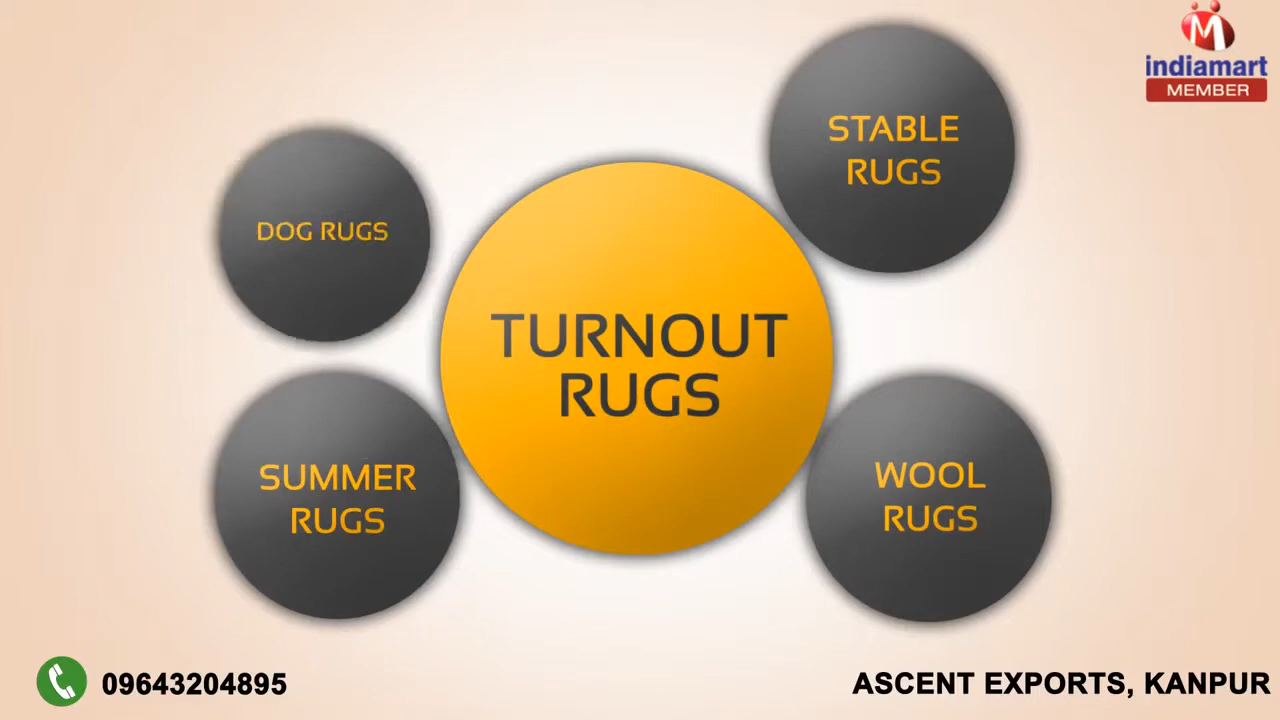 M
indiamart
MEMBER
STABLE
RUGS
DOG RUGS
TURNOUT
RUGS
SUMMER
RUGS
WOOL
RUGS
09643204895
ASCENT EXPORTS, KANPUR